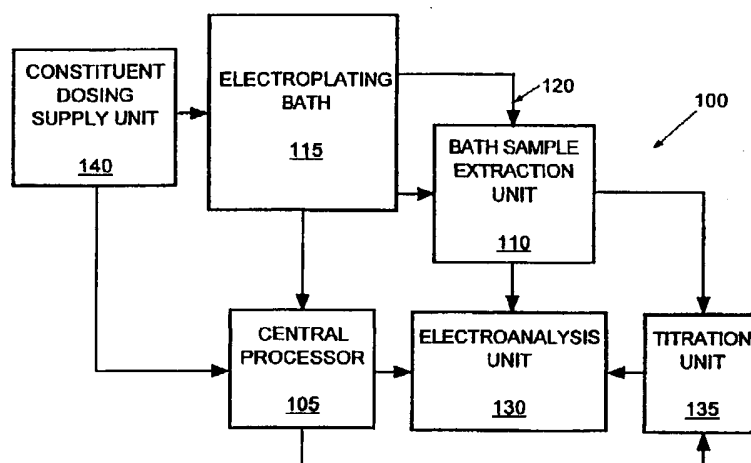 CONSTITUENT
DOSING
SUPPLY UNIT
140
ELECTROPLATING
BATH
115
120
100
BATH SAMPLE
EXTRACTION
UNIT
110
CENTRAL
PROCESSOR
105
ELECTROANALYSIS
UNIT
130
TITRATION
UNIT
135